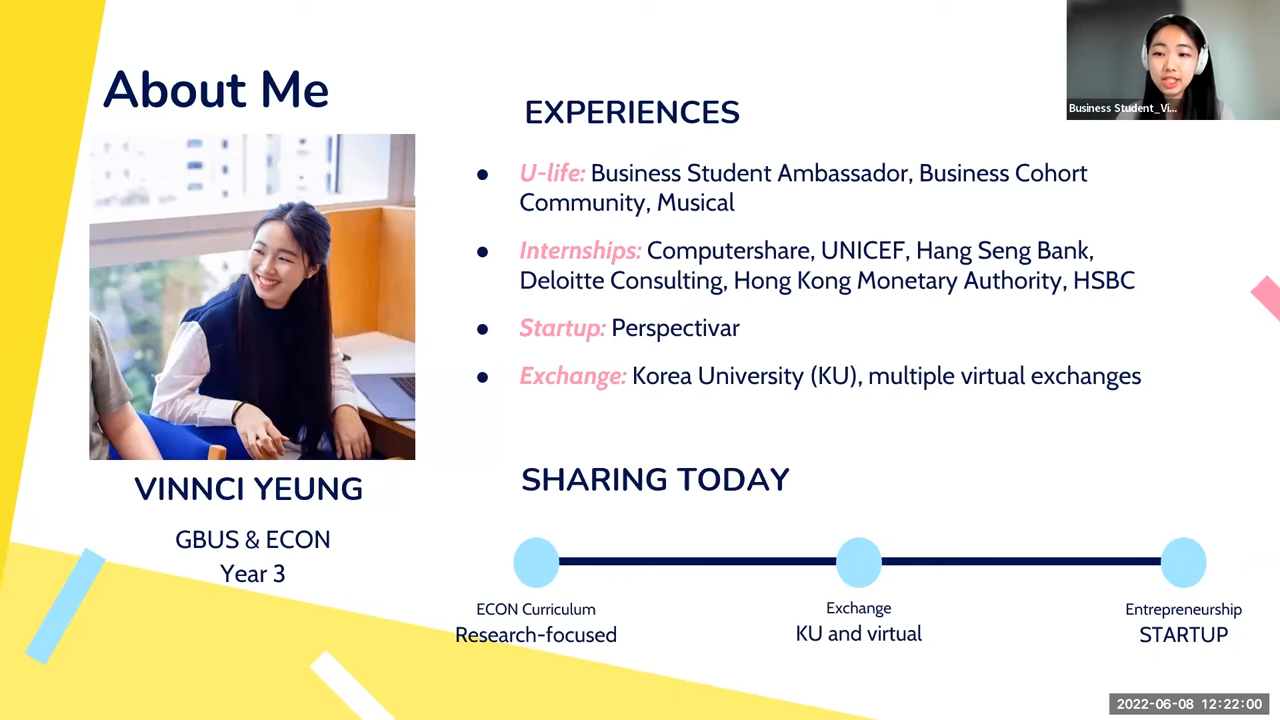 About Me
VINNCI YEUNG
GBUS & ECON
Year 3
EXPERIENCES
● U-life: Business Student Ambassador, Business Cohort
Community, Musical
● Internships: Computershare, UNICEF, Hang Seng Bank,
Deloitte Consulting, Hong Kong Monetary Authority, HSBC
● Startup: Perspectivar
● Exchange: Korea University (KU), multiple virtual exchanges
SHARING TODAY
ECON Curriculum
Research-focused
Exchange
KU and virtual
Entrepreneurship
STARTUP
Business Student_Vi...
2022-06-08 12:22:00